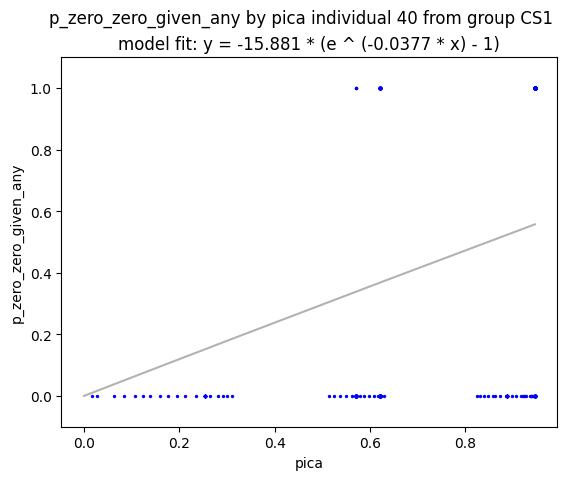 p_zero_zero_given_any by pica individual 40 from group CS1
model fit: y = -15.881 * (e ^ (-0.0377 * x) - 1)
1.0
0.8
0.6
0.4
0.2
0.0
p_zero_zero_given_any
0.0 0.2 0.4 0.6 0.8
pica